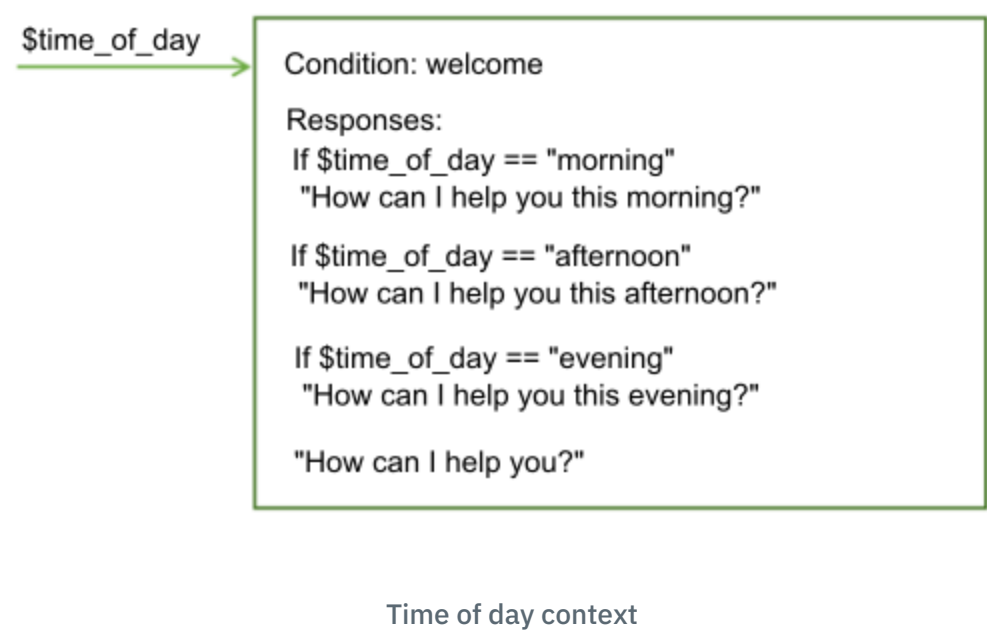 $time_of_day
Condition: welcome
Responses:
If $time_of_day == "morning"
"How can I help you this morning?"
If $time_of_day == "afternoon"
"How can I help you this afternoon?"
If $time_of_day == "evening"
"How can I help you this evening?"
"How can I help you?"
Time of day context